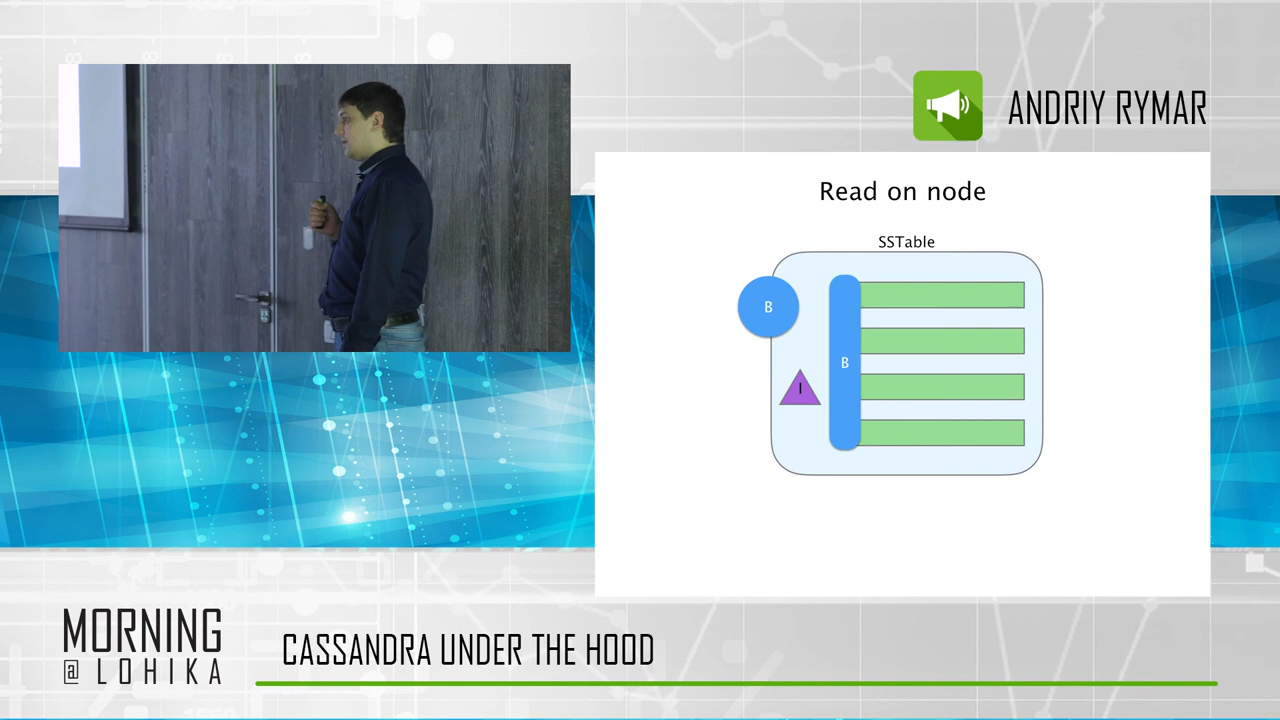 ANDRIY RYMAR
Read on node
SSTable
B
B
I
MORNING
@ LOHIKA
CASSANDRA UNDER THE HOOD